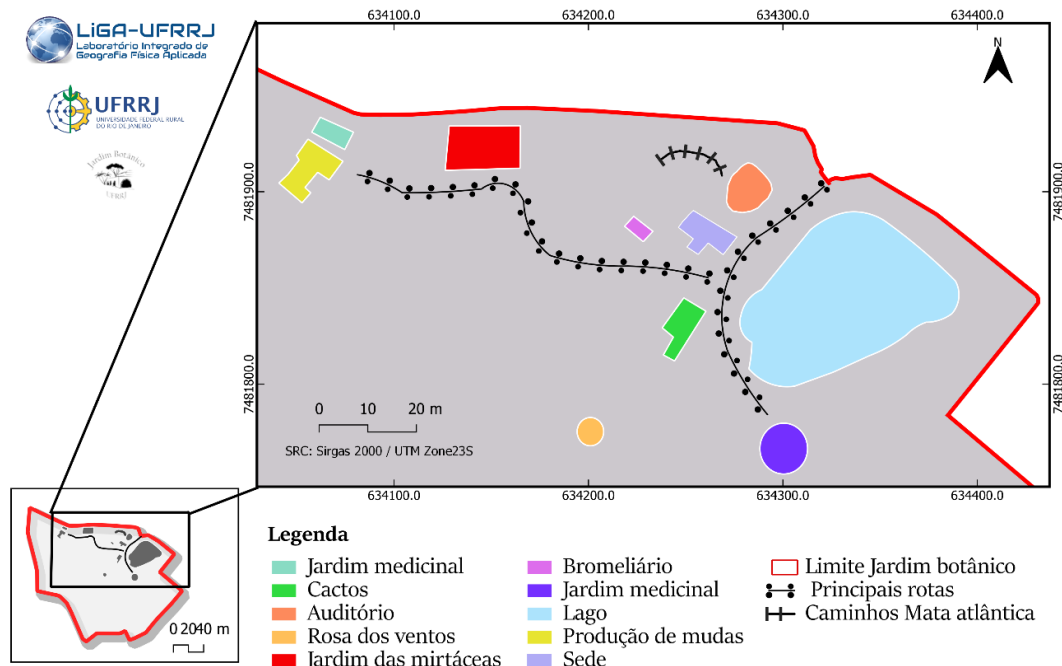 LiGA-UFRRJ
Laboratório Integrado de
Geografia Física Aplicada
UFRRJ
UNIVERSIDADE FEDERAL RURAL
DO RIO DE JANEIRO
Jardim Botânico
UFRRJ
634100.0 634200.0 634300.0 634400.0
N
7481900.0 7481900.0
7481800.0 7481800.0
0 10 20 m
SRC: Sirgas 2000 / UTM Zone23S
634100.0 634200.0 634300.0 634400.0
0 2040 m
Legenda
Jardim medicinal
Cactos
Auditório
Rosa dos ventos
Jardim das mirtáceas
Bromeliário
Jardim medicinal
Lago
Produção de mudas
Sede
Limite Jardim botânico
Principais rotas
Caminhos Mata atlântica